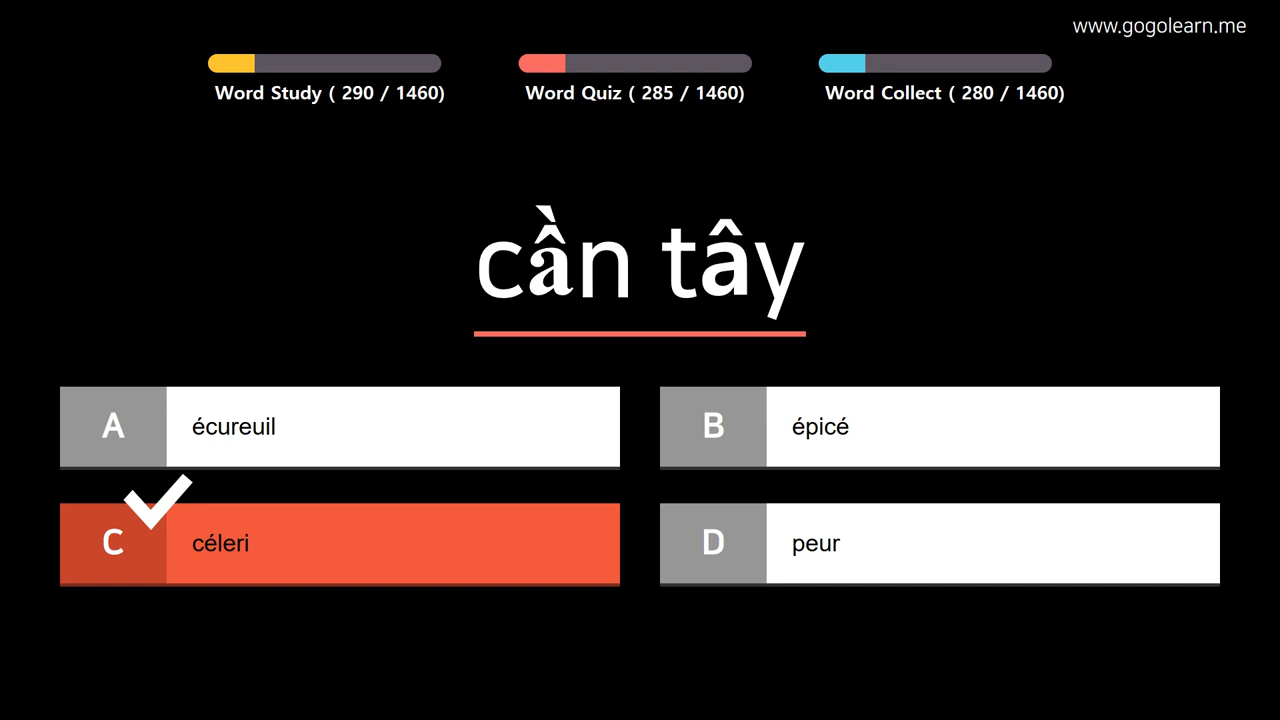 www.gogolearn.me
Word Study ( 290 / 1460)
Word Quiz ( 285 / 1460)
Word Collect ( 280 / 1460)
cần tây
A écureuil
B épicé
C céleri
D peur